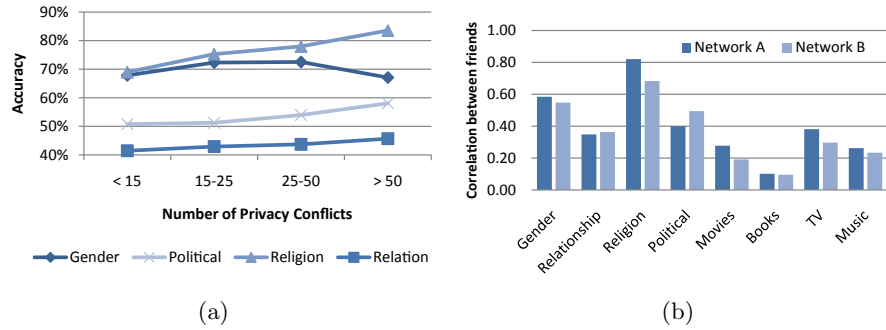 90%
80%
70%
60%
50%
40%
Accuracy
< 15
15-25
25-50
> 50
Number of Privacy Conflicts
Gender
Political
Religion
Relation
(a)
1.00
0.80
0.60
0.40
0.20
0.00
Correlation between friends
Network A
Network B
Gender
Relationship
Religion
Political
Movies
Books
TV
Music
(b)